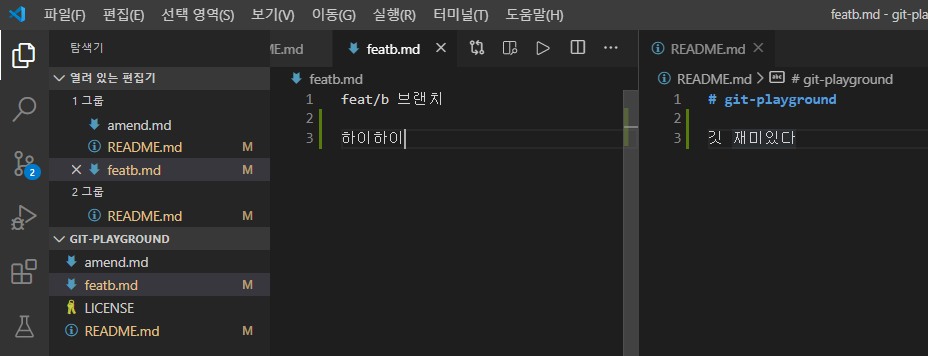 파일(F) 편집(E) 선택 영역(S) 보기(V) 이동(G) 실행(R) 터미널(T) 도움말(H) featb.md - git-pla
탐색기
열려 있는 편집기
1 그룹
amend.md
README.md M
featb.md M
2 그룹
README.md M
GIT-PLAYGROUND
amend.md
featb.md M
LICENSE
README.md M
2
ME.md featb.md
featb.md
1 feat/b 브랜치
2
3 하이하이
README.md
README.md > # git-playground
1 # git-playground
2
3 깃 재미있다